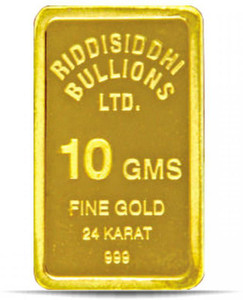 RIDDISIDDHI
BULLIONS
LTD.
10 GMS
FINE GOLD
24 KARAT
999